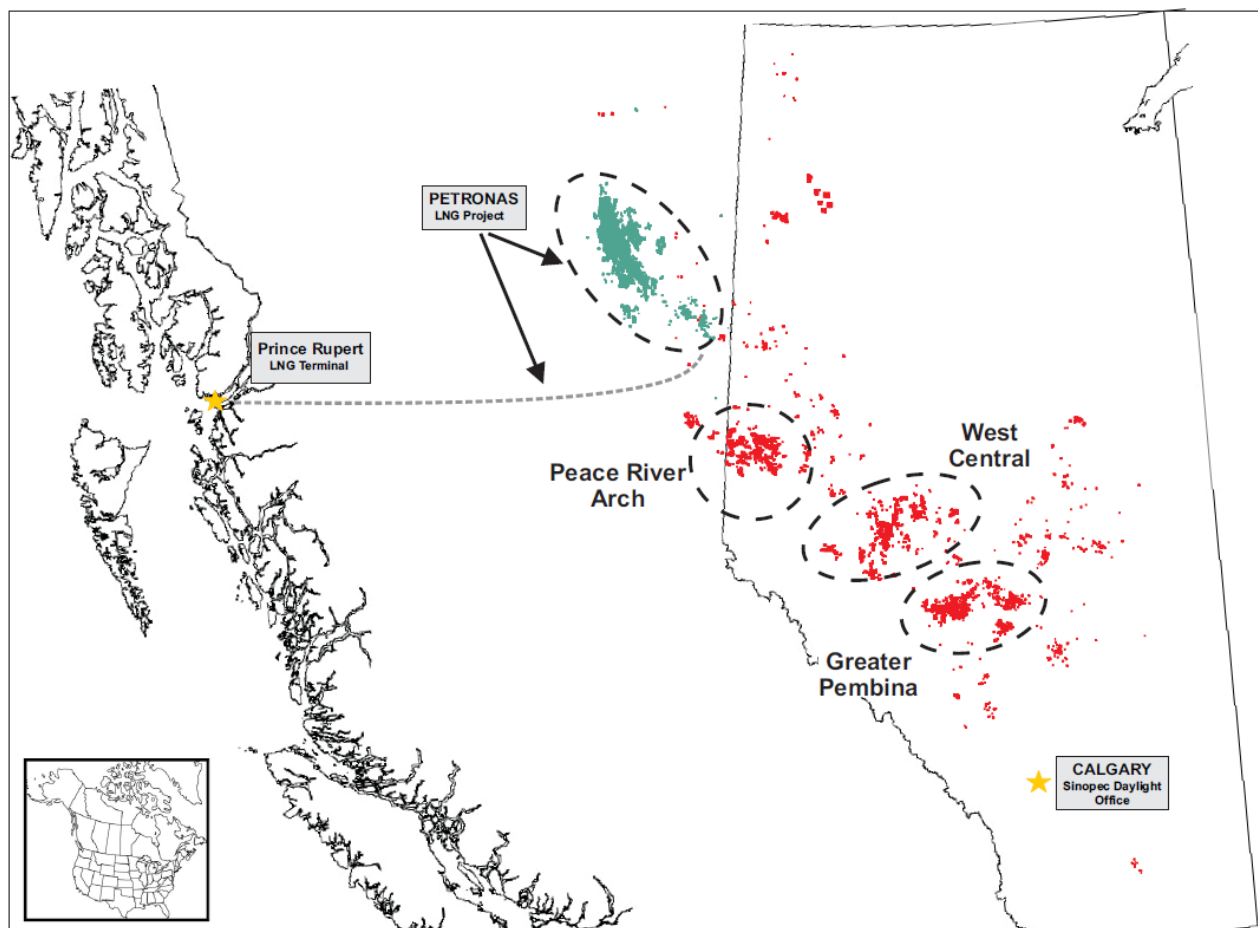 PETRONAS
LNG Project
Prince Rupert
LNG Terminal
Peace River
Arch
West
Central
Greater
Pembina
CALGARY
Sinopec Daylight
Office